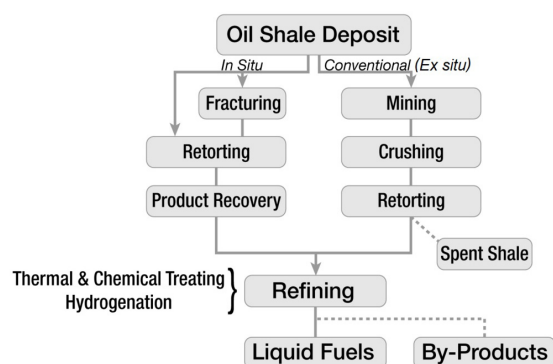 Oil Shale Deposit
In Situ
Conventional (Ex situ)
Fracturing
Mining
Retorting
Crushing
Product Recovery
Retorting
Spent Shale
Thermal & Chemical Treating
Hydrogenation
Refining
Liquid Fuels
By-Products